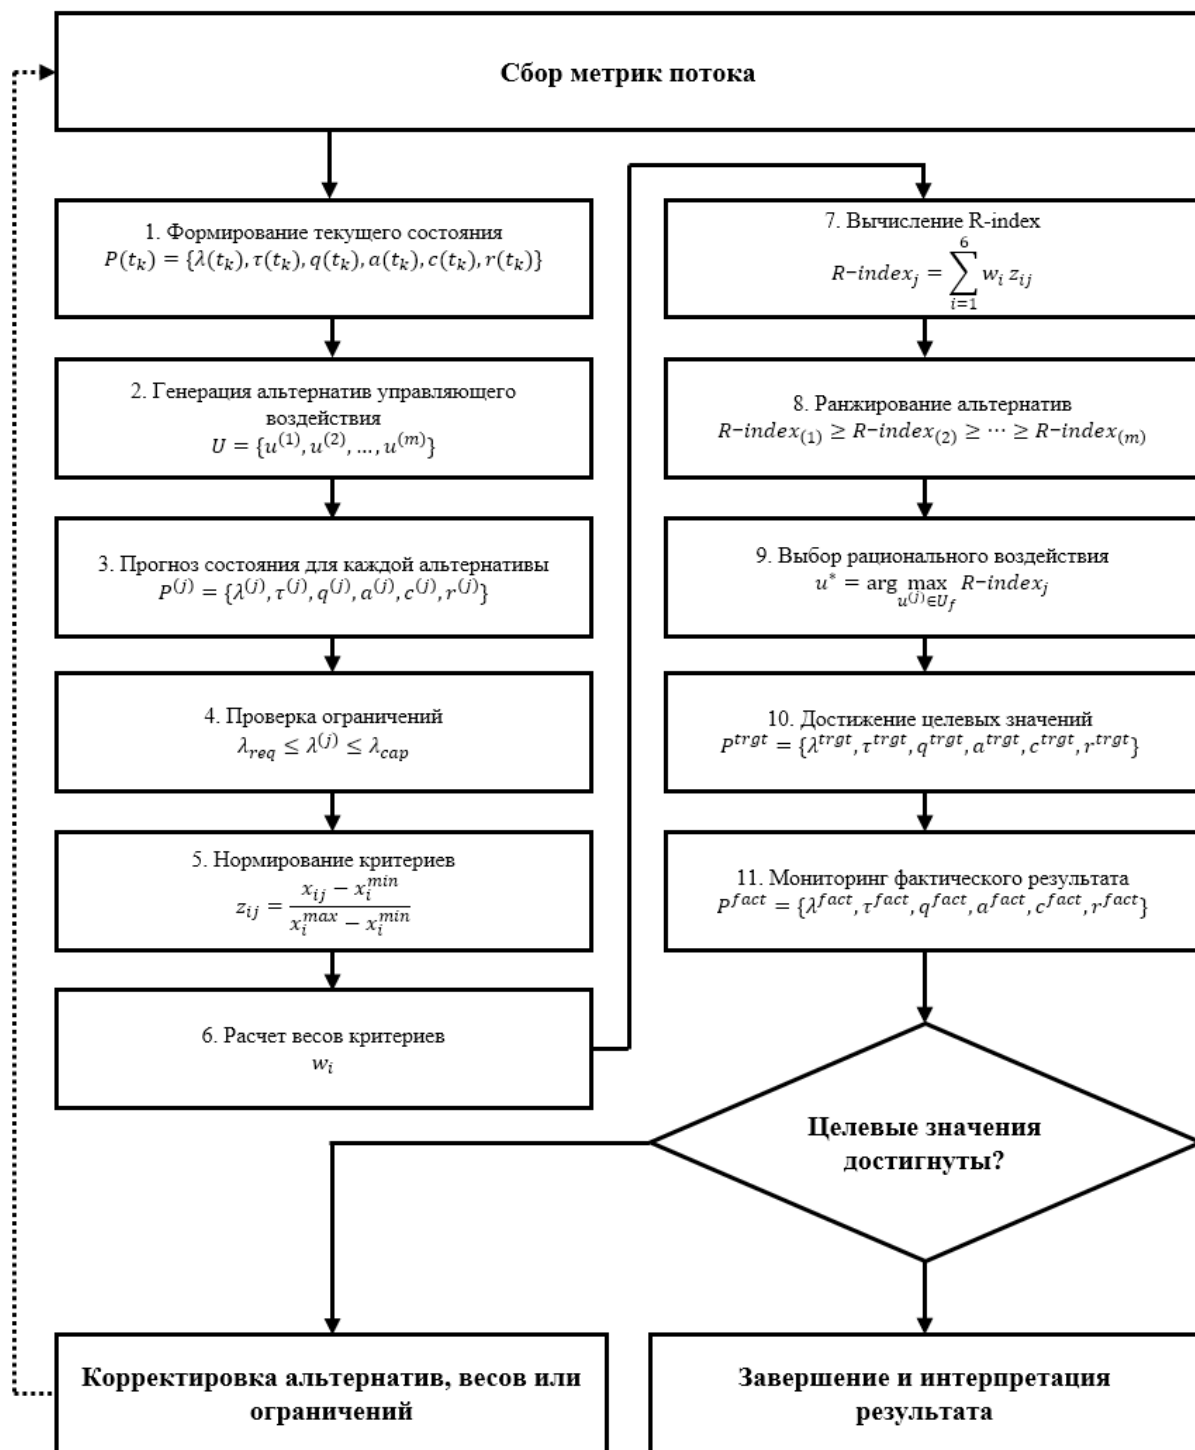 Сбор метрик потока
1. Формирование текущего состояния
P(t_k) = {λ(t_k), τ(t_k), q(t_k), a(t_k), c(t_k), r(t_k)}
2. Генерация альтернатив управляющего
воздействия
U = {u^(1), u^(2), …, u^(m)}
3. Прогноз состояния для каждой альтернативы
P^(j) = {λ^(j), τ^(j), q^(j), a^(j), c^(j), r^(j)}
4. Проверка ограничений
λ_req ≤ λ^(j) ≤ λ_cap
5. Нормирование критериев
z_ij = (x_ij − x_i^min) / (x_i^max − x_i^min)
6. Расчет весов критериев
w_i
7. Вычисление R-index
R−index_j = ∑_{i=1}^{6} w_i z_ij
8. Ранжирование альтернатив
R−index_(1) ≥ R−index_(2) ≥ ⋯ ≥ R−index_(m)
9. Выбор рационального воздействия
u^* = arg max_{u^(j)∈U_f} R−index_j
10. Достижение целевых значений
P^trgt = {λ^trgt, τ^trgt, q^trgt, a^trgt, c^trgt, r^trgt}
11. Мониторинг фактического результата
P^fact = {λ^fact, τ^fact, q^fact, a^fact, c^fact, r^fact}
Целевые значения
достигнуты?
Корректировка альтернатив, весов или
ограничений
Завершение и интерпретация
результата